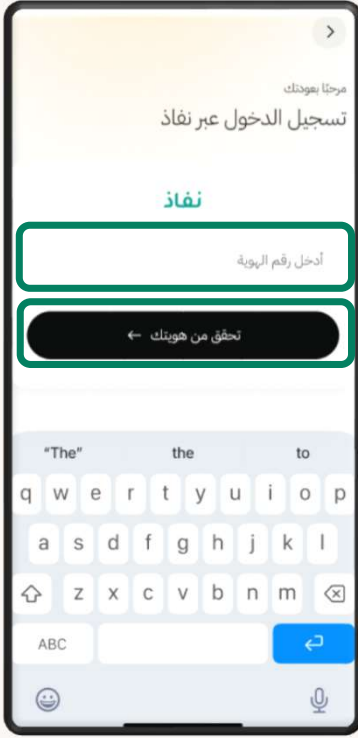 مرحبًا بعودتك
تسجيل الدخول عبر نفاذ
نفاذ
أدخل رقم الهوية
تحقق من هويتك ←
"The" the to
q w e r t y u i o p
a s d f g h j k l
z x c v b n m
ABC